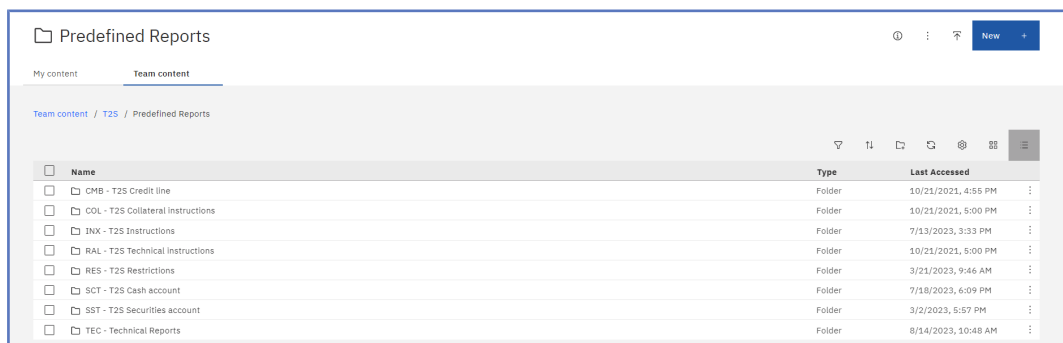 Predefined Reports
New +
My content Team content
Team content / T2S / Predefined Reports
Name Type Last Accessed
CMB - T2S Credit line Folder 10/21/2021, 4:55 PM
COL - T2S Collateral instructions Folder 10/21/2021, 5:00 PM
INX - T2S Instructions Folder 7/13/2023, 3:33 PM
RAL - T2S Technical instructions Folder 10/21/2021, 5:00 PM
RES - T2S Restrictions Folder 3/21/2023, 9:46 AM
SCT - T2S Cash account Folder 7/18/2023, 6:09 PM
SST - T2S Securities account Folder 3/2/2023, 5:57 PM
TEC - Technical Reports Folder 8/14/2023, 10:48 AM